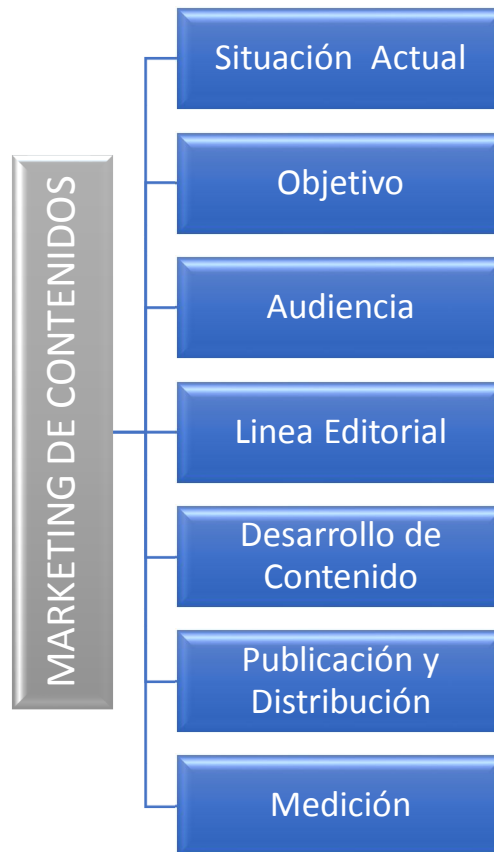 MARKETING DE CONTENIDOS
Situación Actual
Objetivo
Audiencia
Linea Editorial
Desarrollo de
Contenido
Publicación y
Distribución
Medición